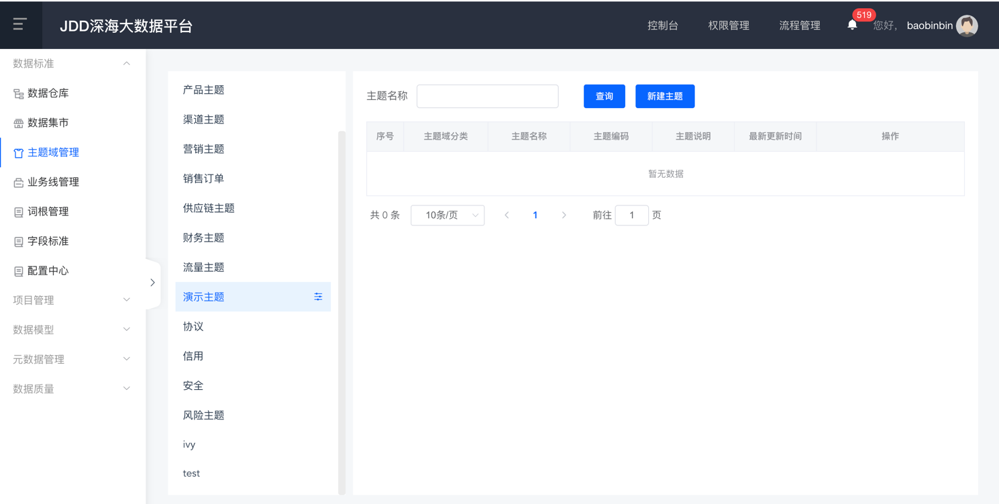 JDD深海大数据平台
控制台
权限管理
流程管理
519
您好, baobinbin
数据标准
数据仓库
数据集市
主题域管理
业务线管理
词根管理
字段标准
配置中心
项目管理
数据模型
元数据管理
数据质量
产品主题
渠道主题
营销主题
销售订单
供应链主题
财务主题
流量主题
演示主题
协议
信用
安全
风险主题
ivy
test
主题名称
查询
新建主题
序号 主题域分类 主题名称 主题编码 主题说明 最新更新时间 操作
暂无数据
共 0 条 10条/页 1 前往 1 页